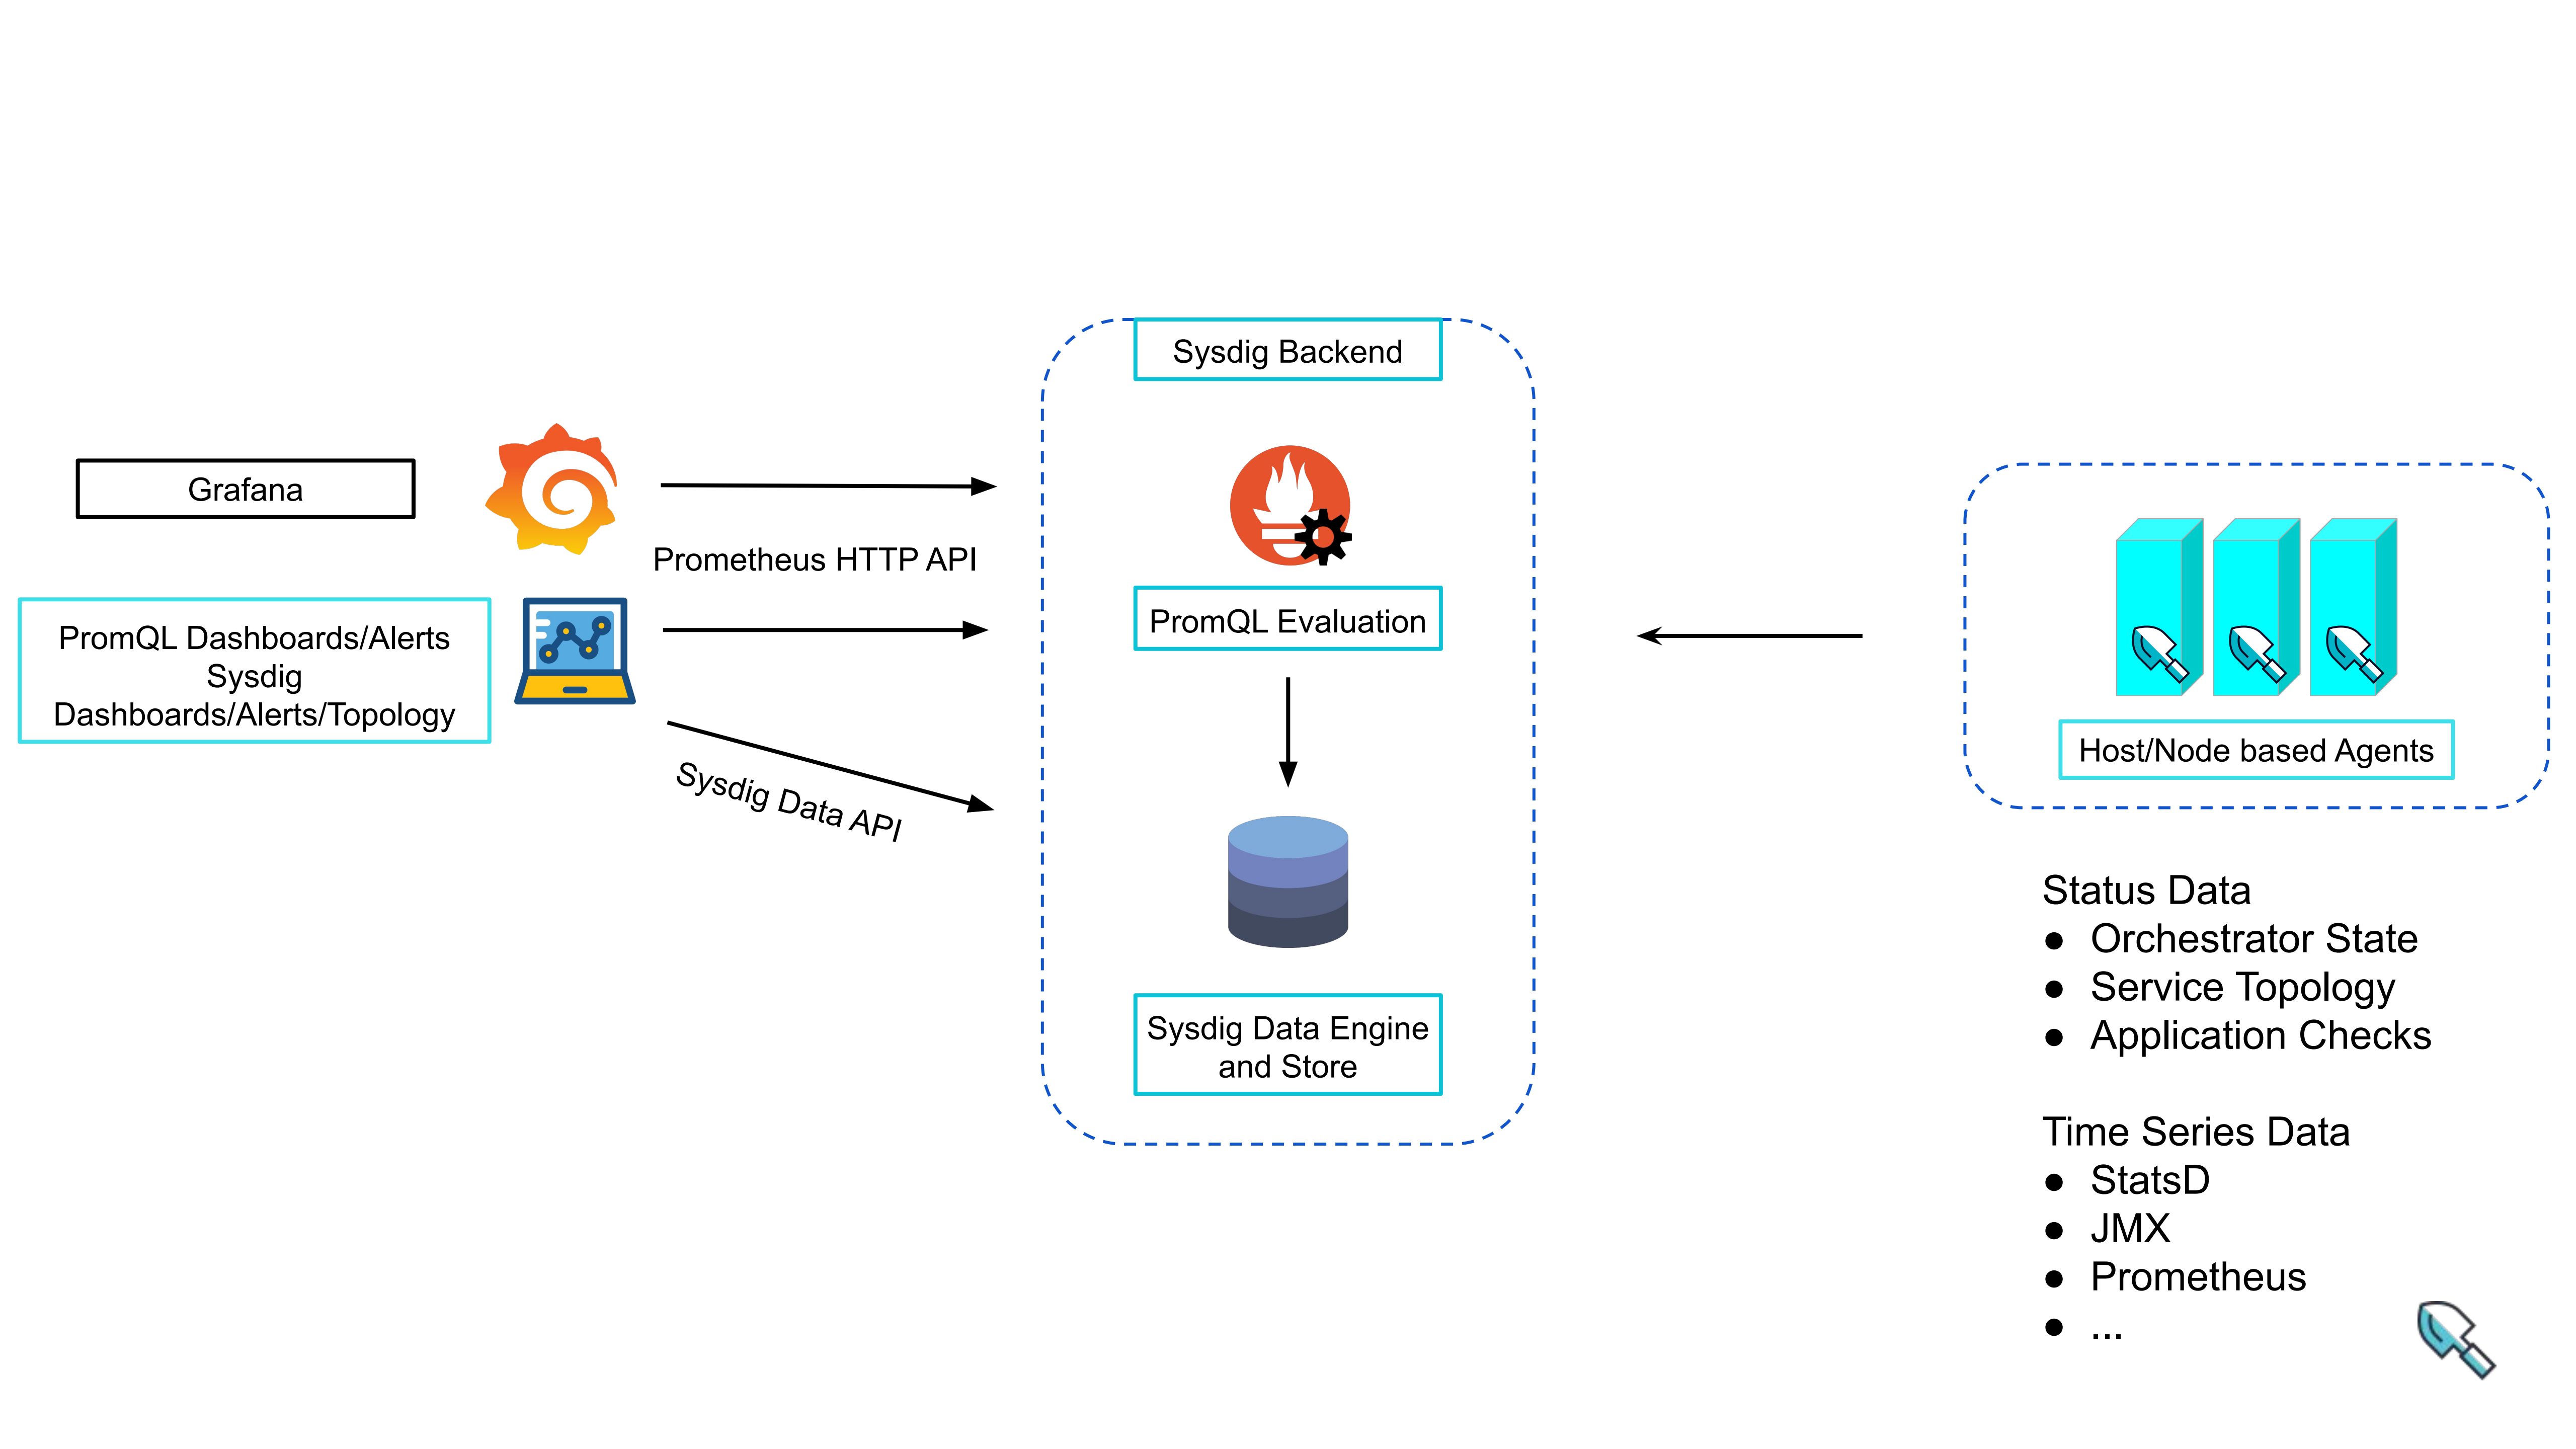 Sysdig Backend
Grafana
Prometheus HTTP API
PromQL Dashboards/Alerts
Sysdig
Dashboards/Alerts/Topology
Sysdig Data API
PromQL Evaluation
Sysdig Data Engine
and Store
Host/Node based Agents
Status Data
● Orchestrator State
● Service Topology
● Application Checks
Time Series Data
● StatsD
● JMX
● Prometheus
● ...